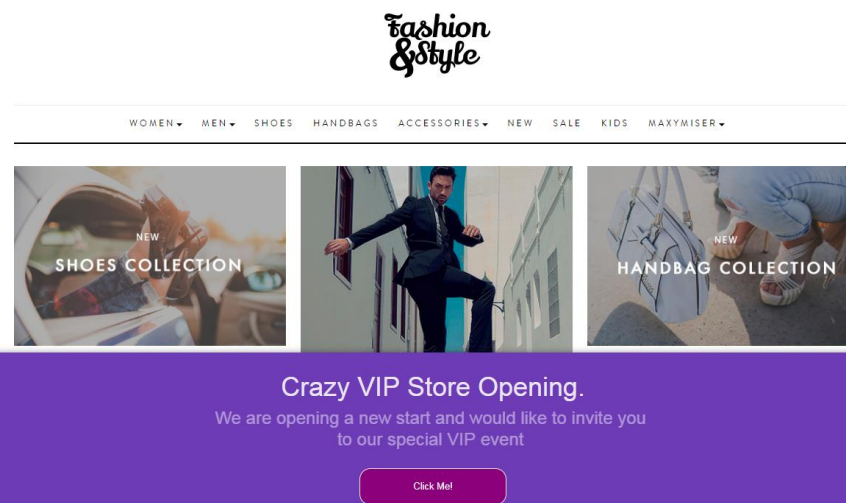 Fashion
&Style
WOMEN MEN SHOES HANDBAGS ACCESSORIES NEW SALE KIDS MAXYMISER
NEW
SHOES COLLECTION
NEW
HANDBAG COLLECTION
Crazy VIP Store Opening.
We are opening a new start and would like to invite you
to our special VIP event
Click Me!